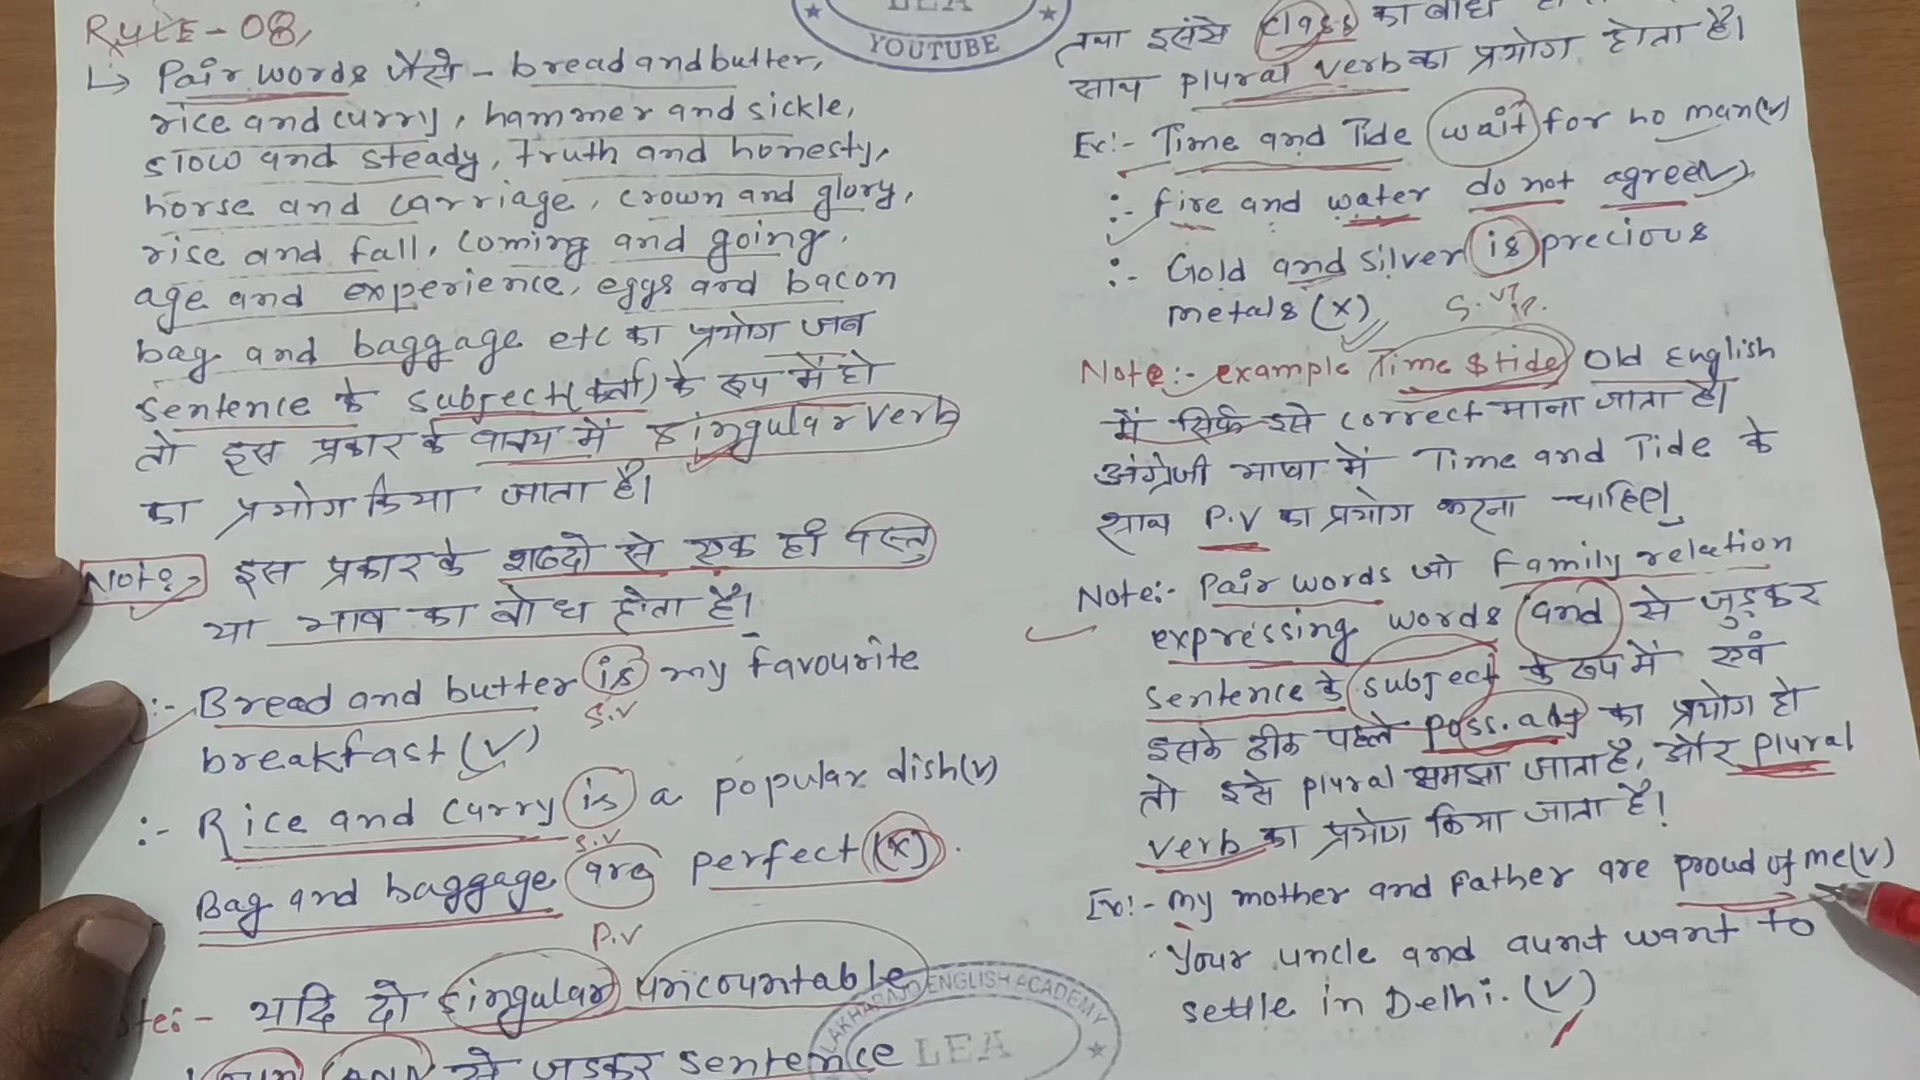 RULE-08
↳ Pair words जैसे - bread and butter,
rice and curry, hammer and sickle,
slow and steady, truth and honesty,
horse and carriage, crown and glory,
rise and fall, coming and going,
age and experience, eggs and bacon
bag and baggage etc का प्रयोग जब
sentence के subject (कर्ता) के रूप में हो
तो इस प्रकार के वाक्य में singular verb
का प्रयोग किया जाता है।
Note:- इस प्रकार के शब्दो से एक ही वस्तु
या भाव का बोध होता है।
:- Bread and butter is my favourite
S.V
breakfast (✓)
:- Rice and curry is a popular dish (✓)
S.V
Bag and baggage are perfect (x).
P.V
यदि दो singular uncountable
AND से जुडकर sentence
LEA
YOUTUBE
तथा इससे class का बोध
साथ plural verb का प्रयोग होता है।
Ex:- Time and Tide wait for no man (✓)
:- fire and water do not agree (✓)
:- Gold and silver is precious
metals (x) S.V
Note:- example Time & tide Old English
में सिर्फ इसे correct माना जाता है।
अंग्रेजी भाषा में Time and Tide के
साथ P.V का प्रयोग करना चाहिए।
Note:- Pair words जो Family relection
expressing words and से जुड़कर
sentence के subject के रूप में एवं
इसके ठीक पहले poss. adj का प्रयोग हो
तो इसे plural समझा जाता है, और plural
verb का प्रयोग किया जाता है।
Ex:- my mother and Father are proud of me (✓)
Your uncle and aunt want to
settle in Delhi. (✓)
ENGLISH ACADEMY
LEA